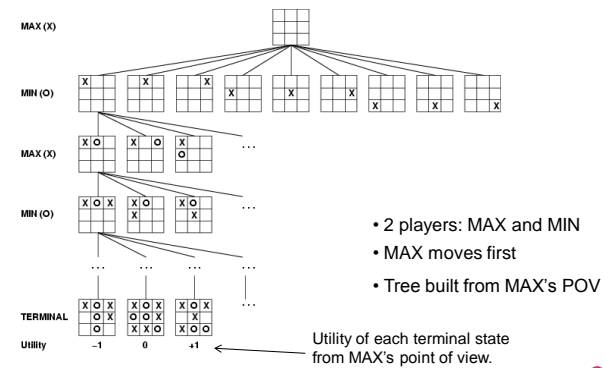 MAX (X)
MIN (O)
X X X X X X X X X
MAX (X)
X O X O X
O
...
MIN (O)
X O X X O X O
X X
...
... ... ... ...
TERMINAL
X O X X O X X O X
O X O O X X
O X X O X O O
...
Utility −1 0 +1
• 2 players: MAX and MIN
• MAX moves first
• Tree built from MAX's POV
Utility of each terminal state
from MAX's point of view.